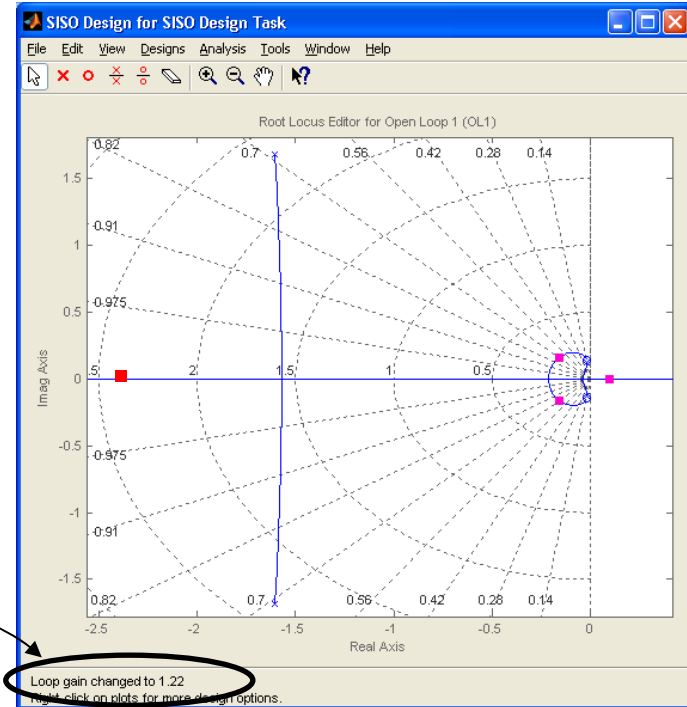 SISO Design for SISO Design Task
File Edit View Designs Analysis Tools Window Help
Root Locus Editor for Open Loop 1 (OL1)
0.82 0.7 0.56 0.42 0.28 0.14
1.5
0.91
1
0.975
0.5
.5 2 1.5 1 0.5
0
Imag Axis
-0.5
0.975
-1
0.91
-1.5
0.82 0.7 0.56 0.42 0.28 0.14
-2.5 -2 -1.5 -1 -0.5 0
Real Axis
Loop gain changed to 1.22
Right-click on plots for more design options.